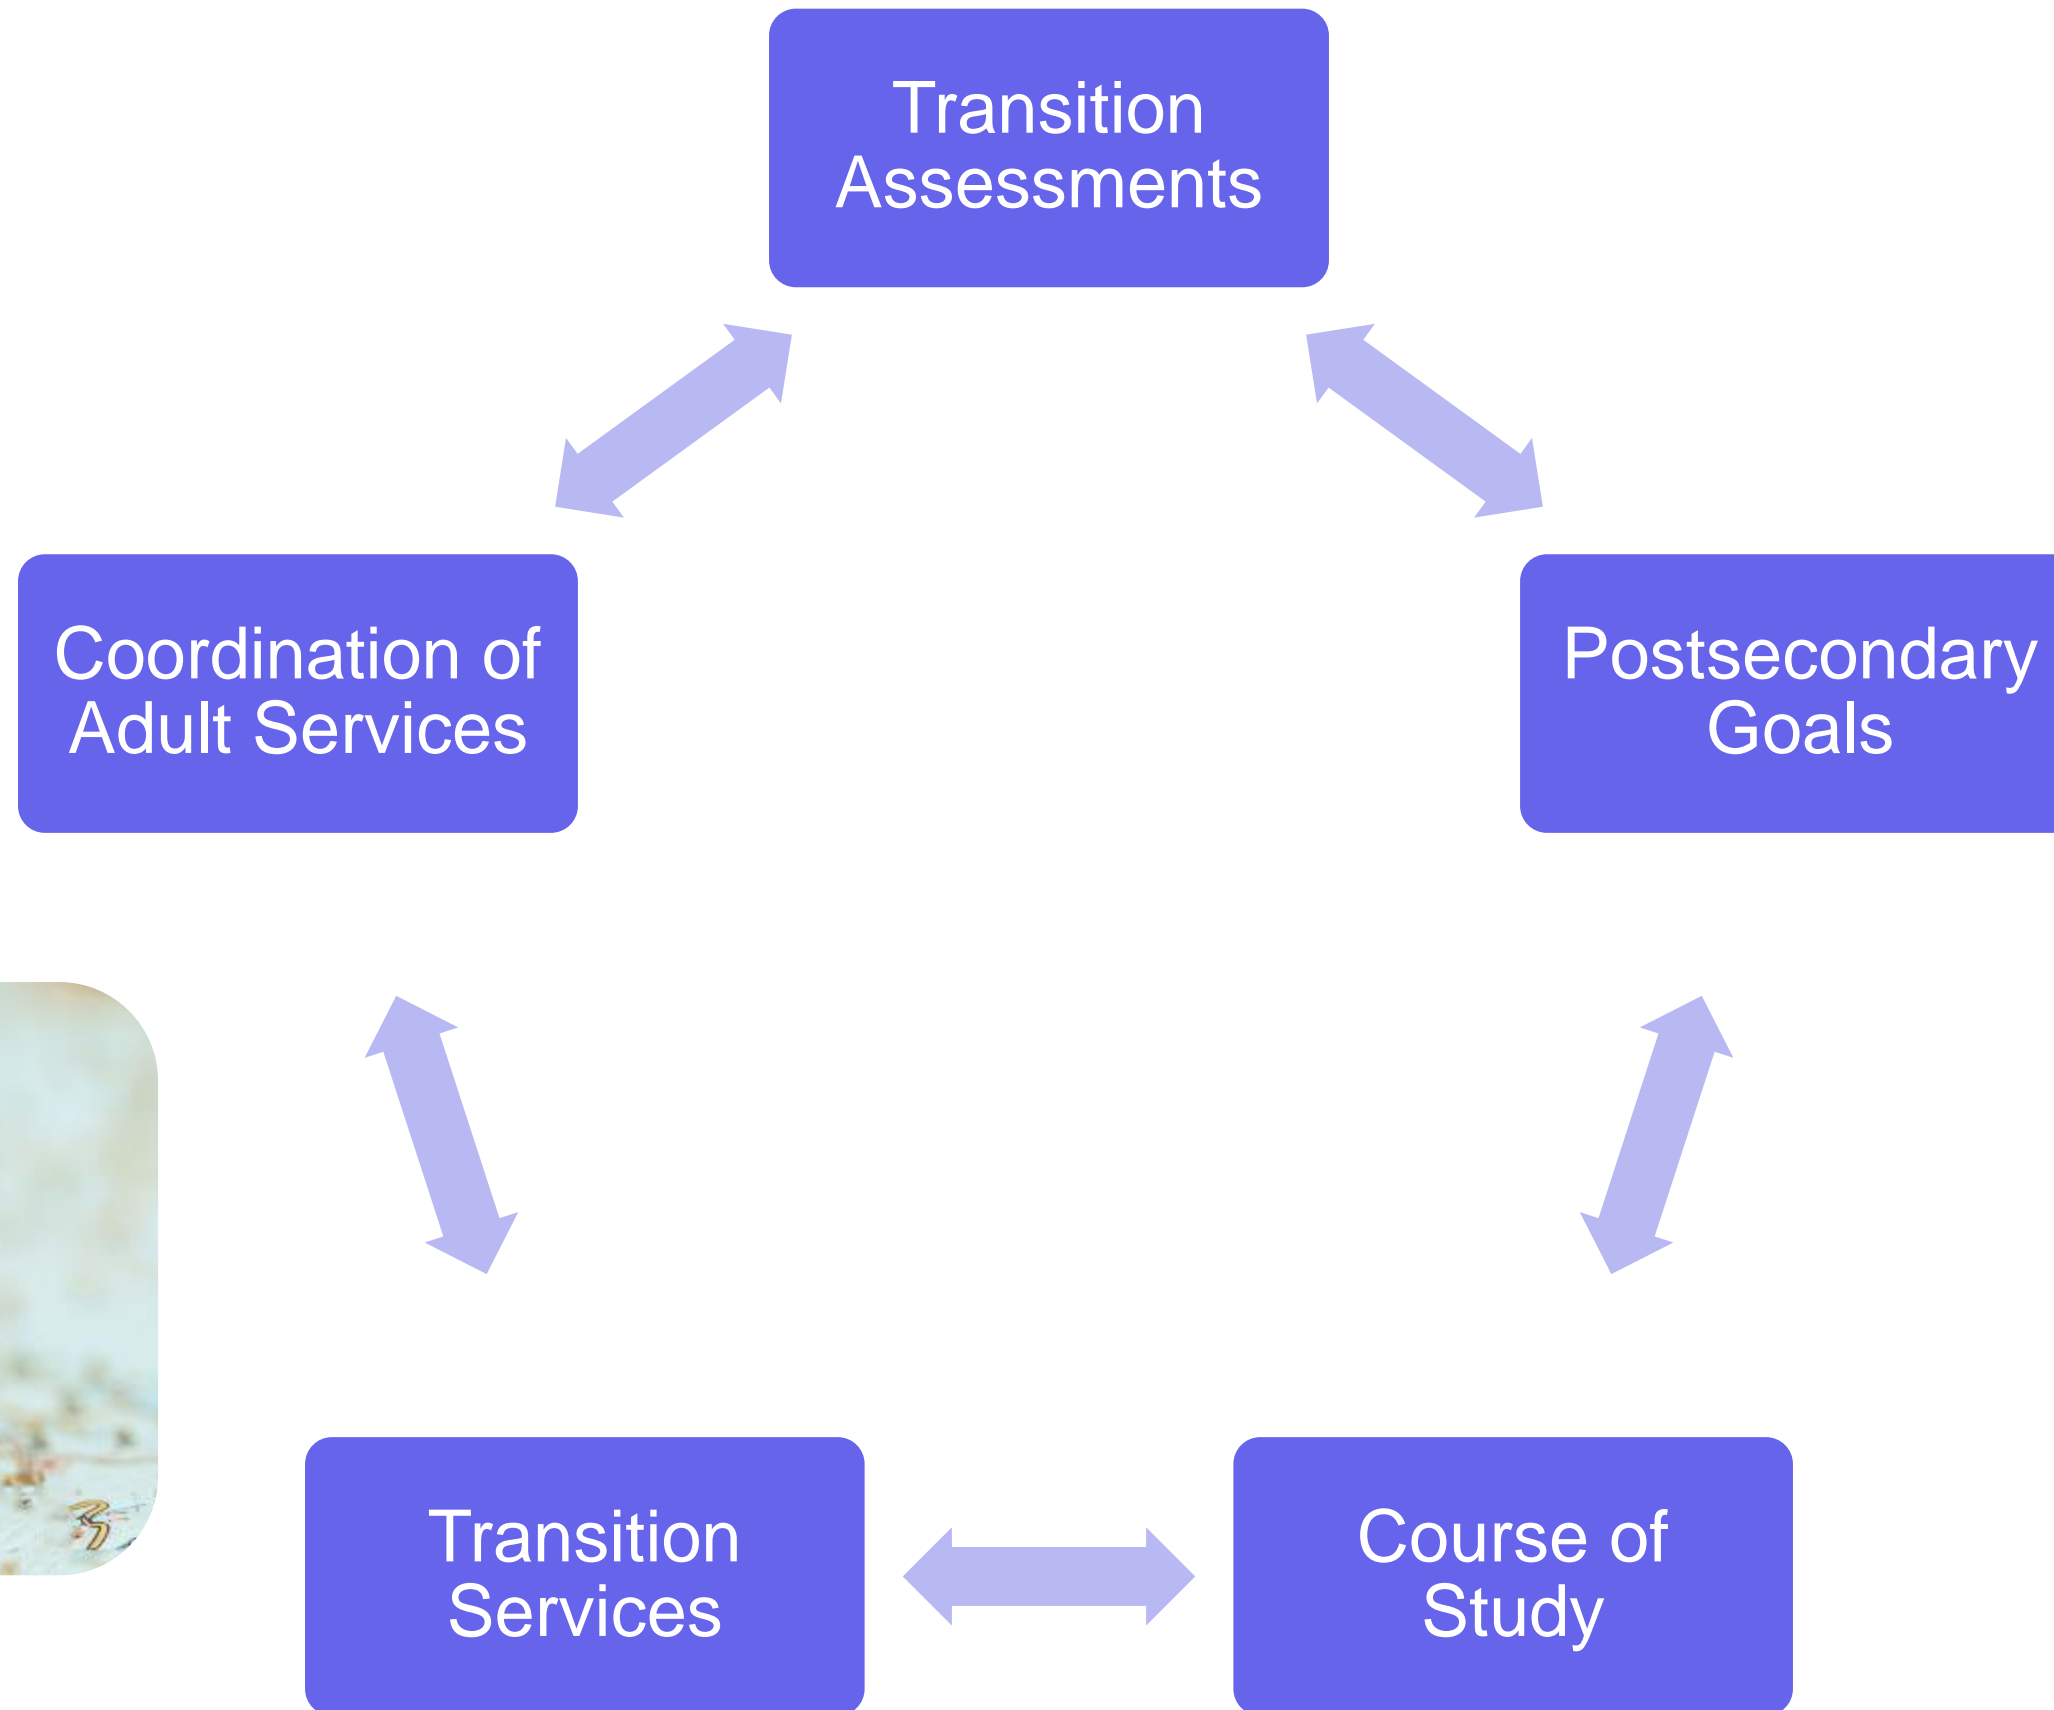 Transition
Assessments
Coordination of
Adult Services
Postsecondary
Goals
Transition
Services
Course of
Study